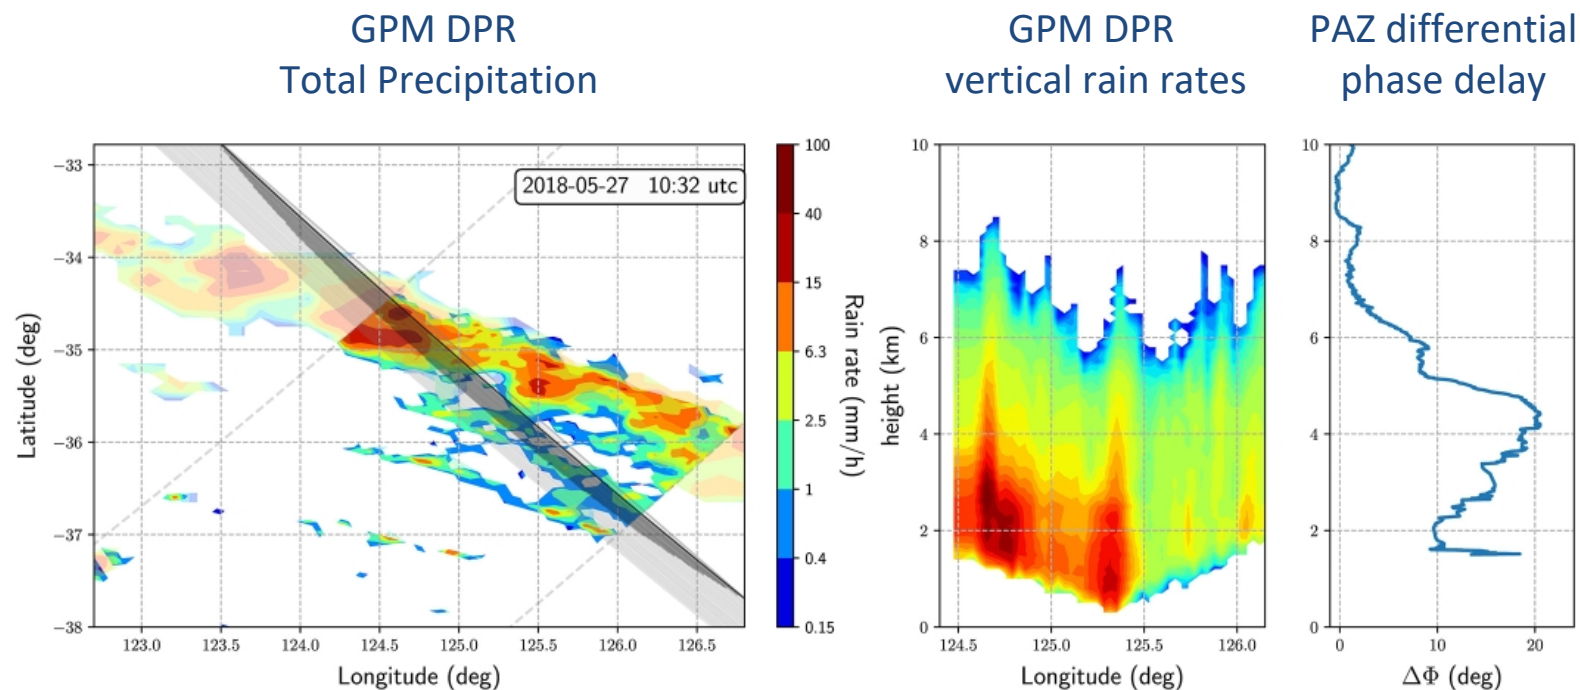 GPM DPR
Total Precipitation
GPM DPR
vertical rain rates
PAZ differential
phase delay
2018-05-27 10:32 utc
−33
−34
−35
−36
−37
−38
Latitude (deg)
123.0 123.5 124.0 124.5 125.0 125.5 126.0 126.5
Longitude (deg)
100
40
15
6.3
2.5
1
0.4
0.15
Rain rate (mm/h)
10
8
6
4
2
0
height (km)
124.5 125.0 125.5 126.0
Longitude (deg)
10
8
6
4
2
0
0 10 20
ΔΦ (deg)